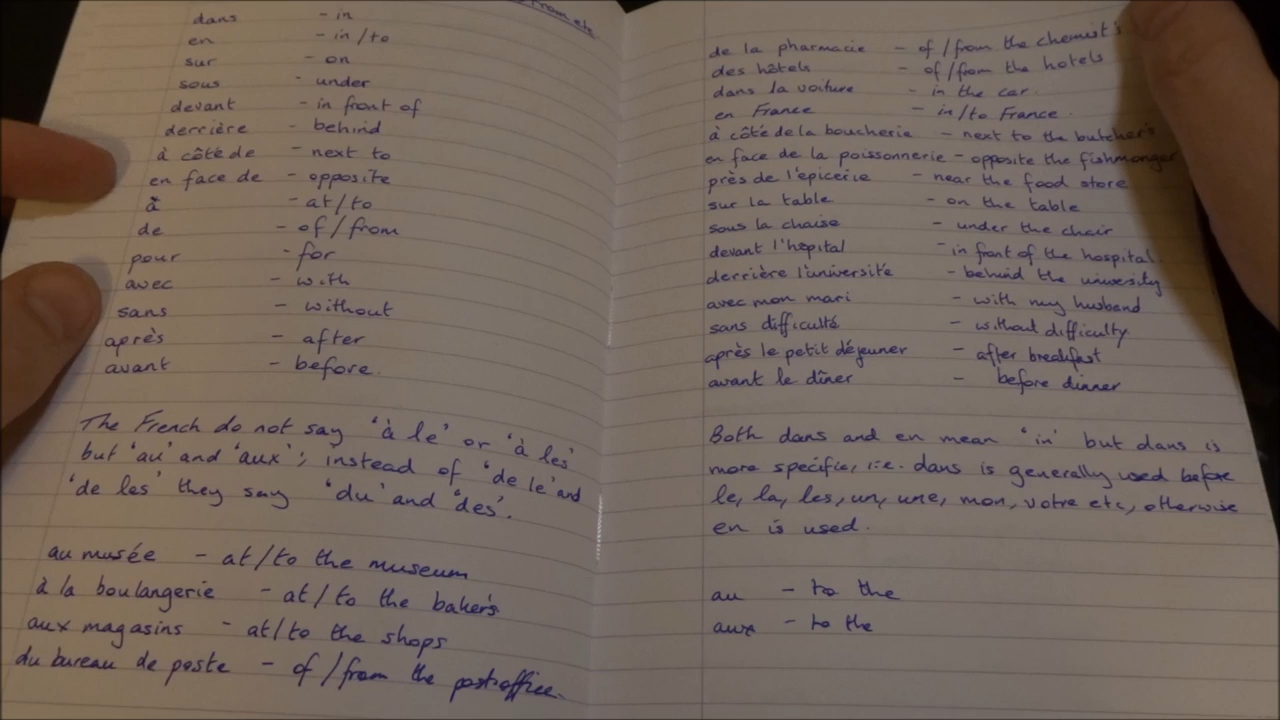 from etc
dans - in
en - in/to
sur - on
sous - under
devant - in front of
derrière - behind
à côté de - next to
en face de - opposite
à - at/to
de - of/from
pour - for
avec - with
sans - without
après - after
avant - before.
The French do not say 'à le' or 'à les'
but 'au' and 'aux'; instead of 'de le' and
'de les' they say 'du' and 'des'.
au musée - at/to the museum
à la boulangerie - at/to the baker's
aux magasins - at/to the shops
du bureau de poste - of/from the post office.
de la pharmacie - of/from the chemist's
des hôtels - of/from the hotels
dans la voiture - in the car.
en France - in/to France.
à côté de la boucherie - next to the butcher's
en face de la poissonnerie - opposite the fishmonger
près de l'épicerie - near the food store
sur la table - on the table
sous la chaise - under the chair
devant l'hôpital - in front of the hospital.
derrière l'université - behind the university
avec mon mari - with my husband
sans difficulté - without difficulty
après le petit déjeuner - after breakfast
avant le dîner - before dinner
Both dans and en mean 'in' but dans is
more specific, i.e. dans is generally used before
le, la, les, un, une, mon, votre etc, otherwise
en is used.
au - to the
aux - to the